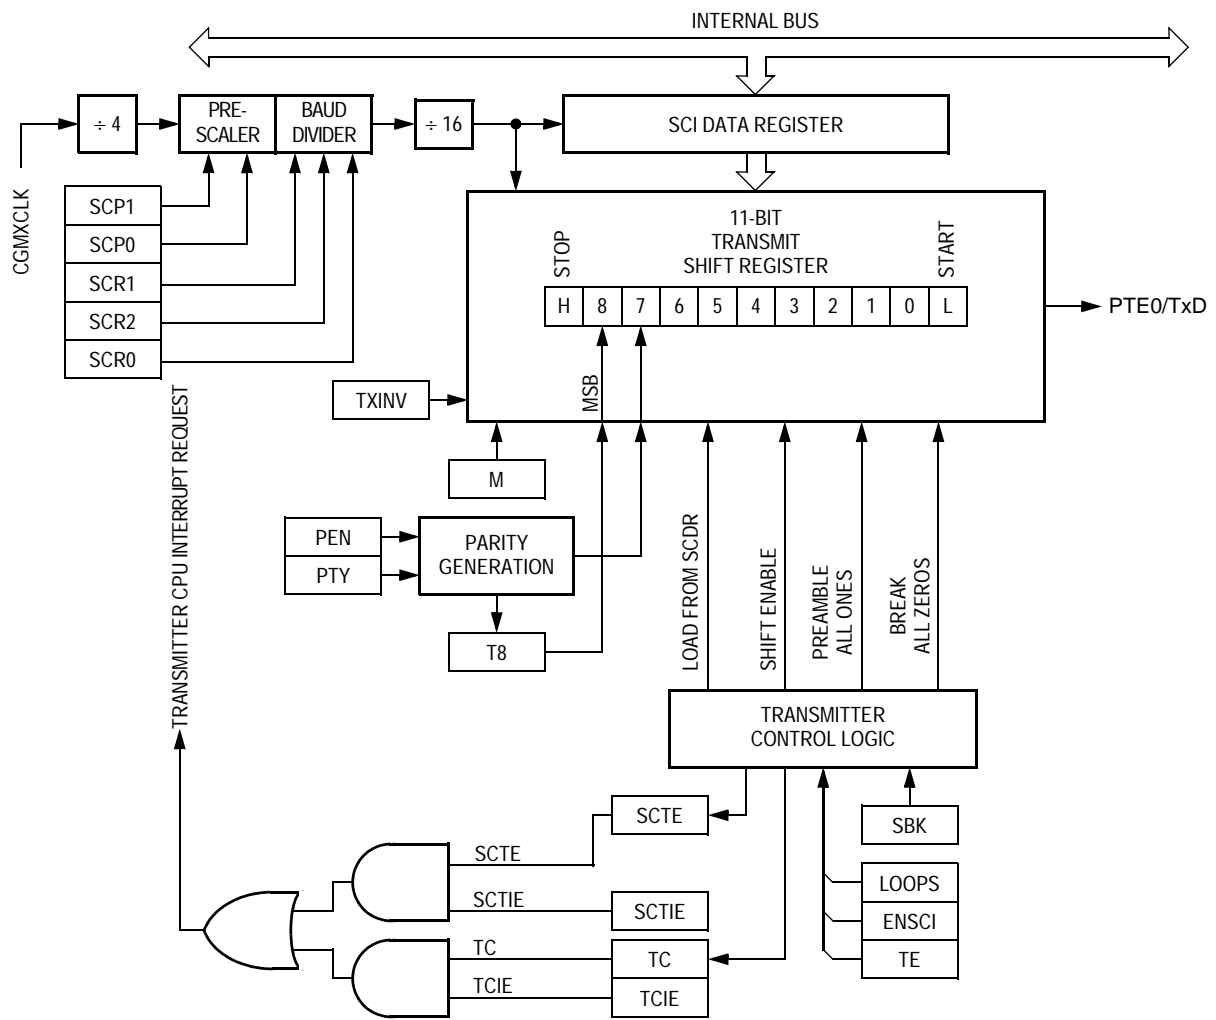 INTERNAL BUS
÷ 4
PRE-
SCALER
BAUD
DIVIDER
÷ 16
SCI DATA REGISTER
CGMXCLK
SCP1
SCP0
SCR1
SCR2
SCR0
11-BIT
TRANSMIT
SHIFT REGISTER
STOP
START
H 8 7 6 5 4 3 2 1 0 L
PTE0/TxD
MSB
TXINV
M
PEN
PTY
PARITY
GENERATION
T8
LOAD FROM SCDR
SHIFT ENABLE
PREAMBLE
ALL ONES
BREAK
ALL ZEROS
TRANSMITTER CPU INTERRUPT REQUEST
TRANSMITTER
CONTROL LOGIC
SCTE
SCTE
SBK
SCTIE
SCTIE
LOOPS
ENSCI
TE
TC
TC
TCIE
TCIE